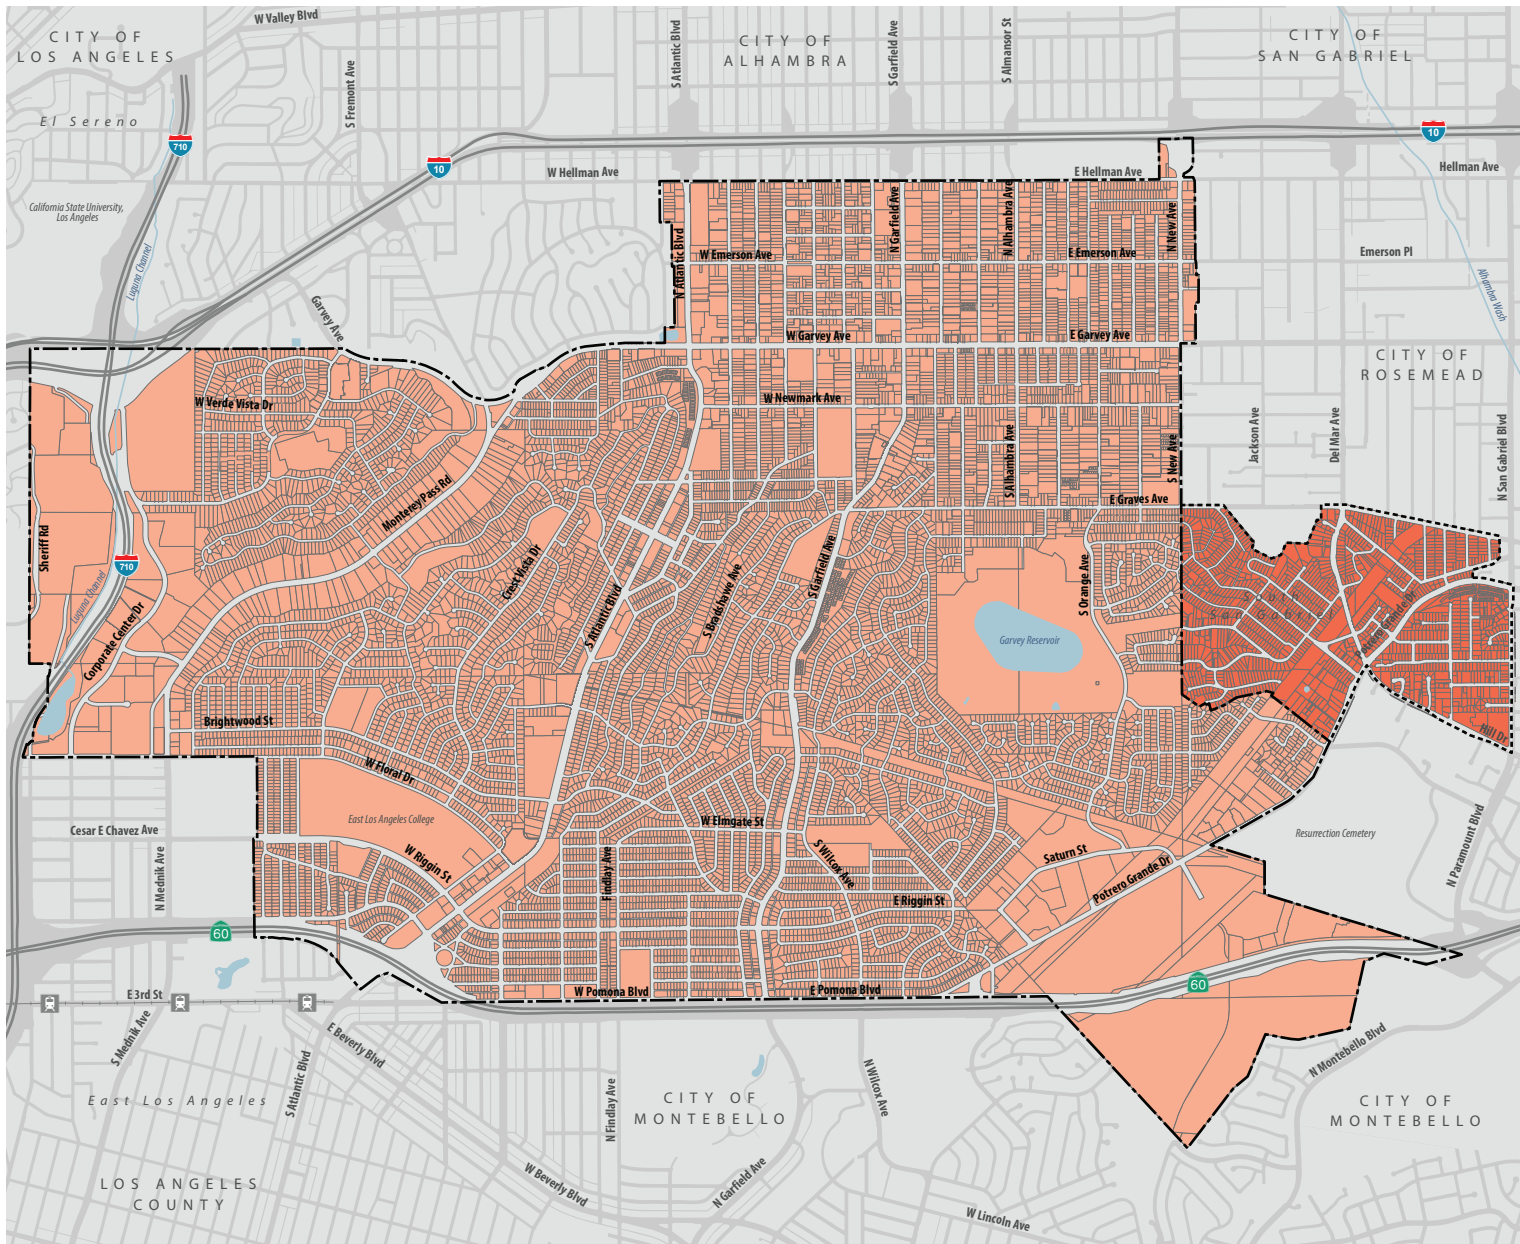 W Valley Blvd
CITY OF
LOS ANGELES
El Sereno
S Fremont Ave
S Atlantic Blvd
CITY OF
ALHAMBRA
S Garfield Ave
S Almansor St
CITY OF
SAN GABRIEL
710
10
10
W Hellman Ave
E Hellman Ave
Hellman Ave
California State University,
Los Angeles
Luguna Channel
Garvey Ave
N Atlantic Blvd
W Emerson Ave
N Garfield Ave
N Alhambra Ave
E Emerson Ave
N New Ave
Emerson Pl
Alhambra Wash
W Garvey Ave
E Garvey Ave
CITY OF
ROSEMEAD
W Verde Vista Dr
W Newmark Ave
Jackson Ave
Del Mar Ave
N San Gabriel Blvd
S Alhambra Ave
S New Ave
Monterey Pass Rd
E Graves Ave
Sheriff Rd
710
Luguna Channel
Corporate Center Dr
Crest Vista Dr
S Atlantic Blvd
S Bradshawe Ave
S Garfield Ave
S Orange Ave
Garvey Reservoir
South
San Gabriel
Potrero Grande Dr
Hill Dr
Brightwood St
W Floral Dr
East Los Angeles College
W Elmgate St
Cesar E Chavez Ave
N Mednik Ave
W Riggin St
Findlay Ave
S Wilcox Ave
E Riggin St
Saturn St
Potrero Grande Dr
Resurrection Cemetery
N Paramount Blvd
60
60
E 3rd St
W Pomona Blvd
E Pomona Blvd
S Mednik Ave
E Beverly Blvd
S Atlantic Blvd
East Los Angeles
N Findlay Ave
CITY OF
MONTEBELLO
N Wilcox Ave
N Montebello Blvd
CITY OF
MONTEBELLO
LOS ANGELES
COUNTY
W Beverly Blvd
N Garfield Ave
W Lincoln Ave